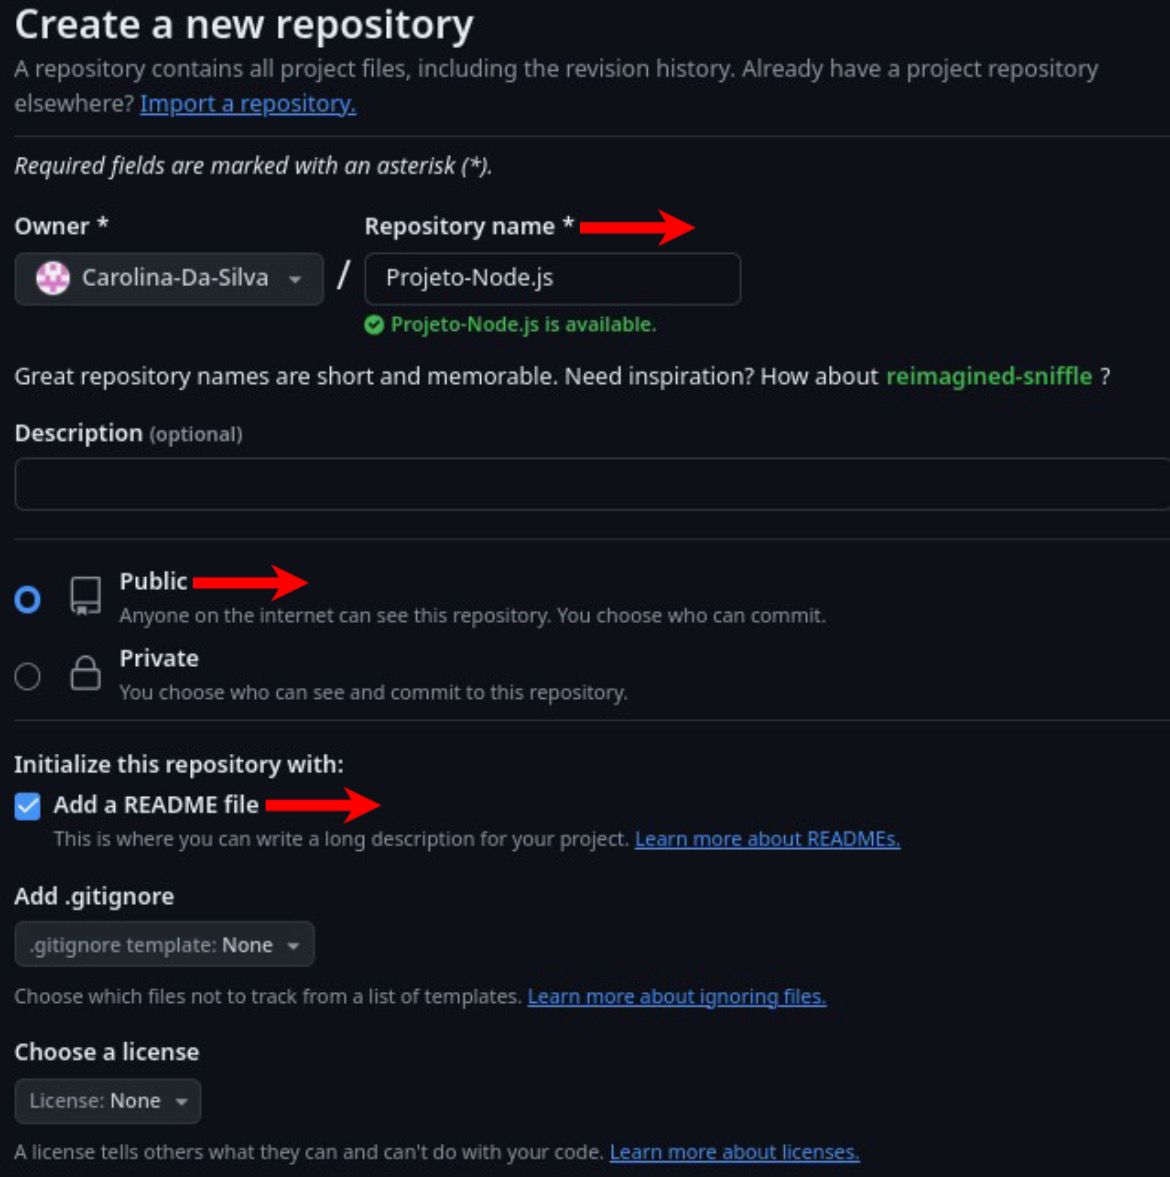 Create a new repository
A repository contains all project files, including the revision history. Already have a project repository
elsewhere? Import a repository.
Required fields are marked with an asterisk (*).
Owner *
Repository name *
Carolina-Da-Silva
/
Projeto-Node.js
Projeto-Node.js is available.
Great repository names are short and memorable. Need inspiration? How about reimagined-sniffle ?
Description (optional)
Public
Anyone on the internet can see this repository. You choose who can commit.
Private
You choose who can see and commit to this repository.
Initialize this repository with:
Add a README file
This is where you can write a long description for your project. Learn more about READMEs.
Add .gitignore
.gitignore template: None
Choose which files not to track from a list of templates. Learn more about ignoring files.
Choose a license
License: None
A license tells others what they can and can't do with your code. Learn more about licenses.